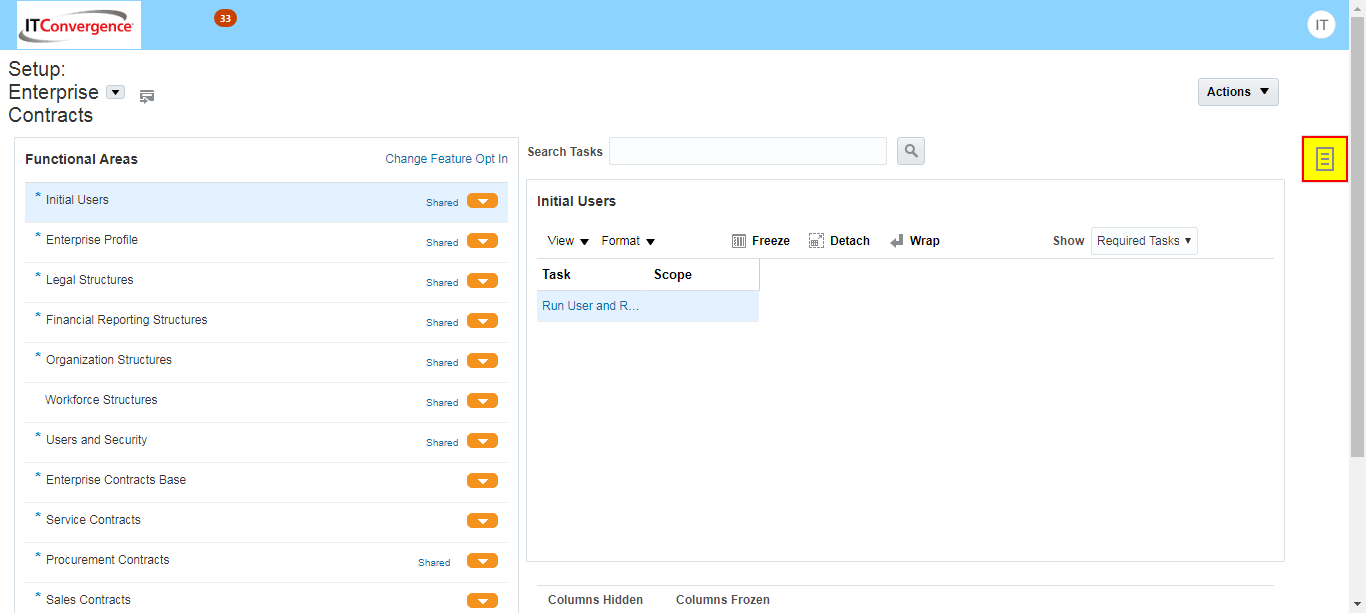 ITConvergence
33
IT
Setup:
Enterprise
Contracts
Actions
Functional Areas
Change Feature Opt In
* Initial Users Shared
* Enterprise Profile Shared
* Legal Structures Shared
* Financial Reporting Structures Shared
* Organization Structures Shared
Workforce Structures Shared
* Users and Security Shared
* Enterprise Contracts Base
* Service Contracts
* Procurement Contracts Shared
* Sales Contracts
Search Tasks
Initial Users
View Format Freeze Detach Wrap Show Required Tasks
Task Scope
Run User and R...
Columns Hidden Columns Frozen